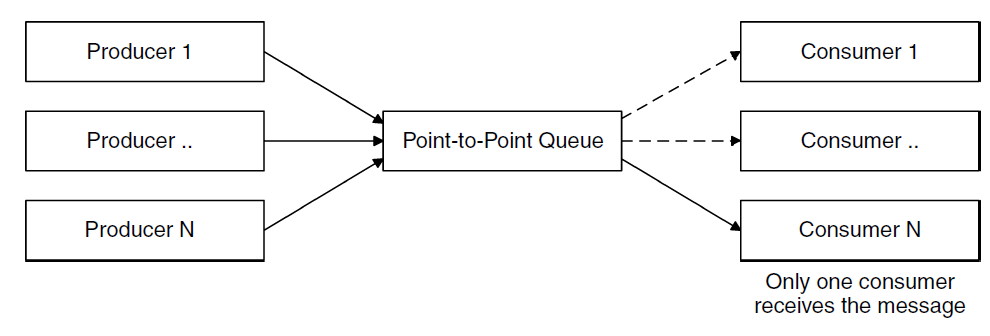 Producer 1
Consumer 1
Producer ..
Point-to-Point Queue
Consumer ..
Producer N
Consumer N
Only one consumer
receives the message